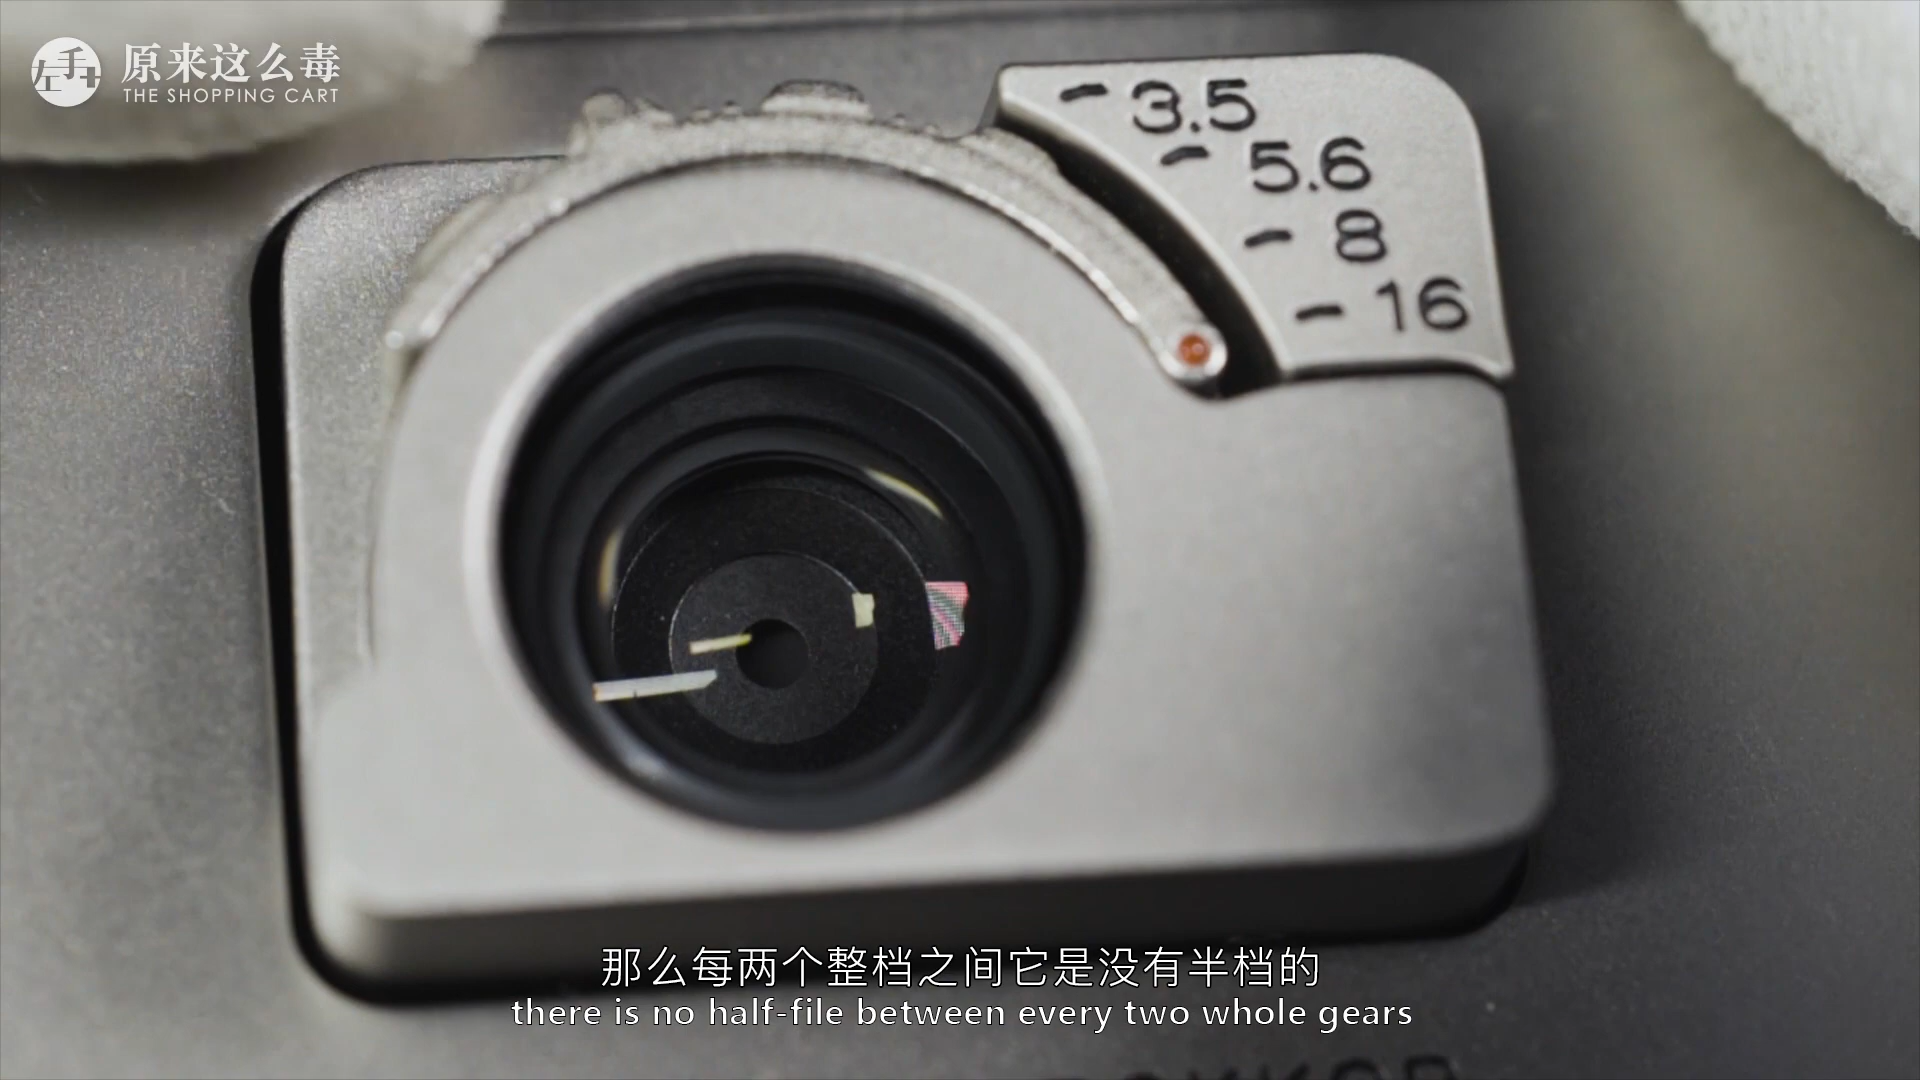 左手
原来这么毒
THE SHOPPING CART
3.5
5.6
8
16
那么每两个整档之间它是没有半档的
there is no half-file between every two whole gears